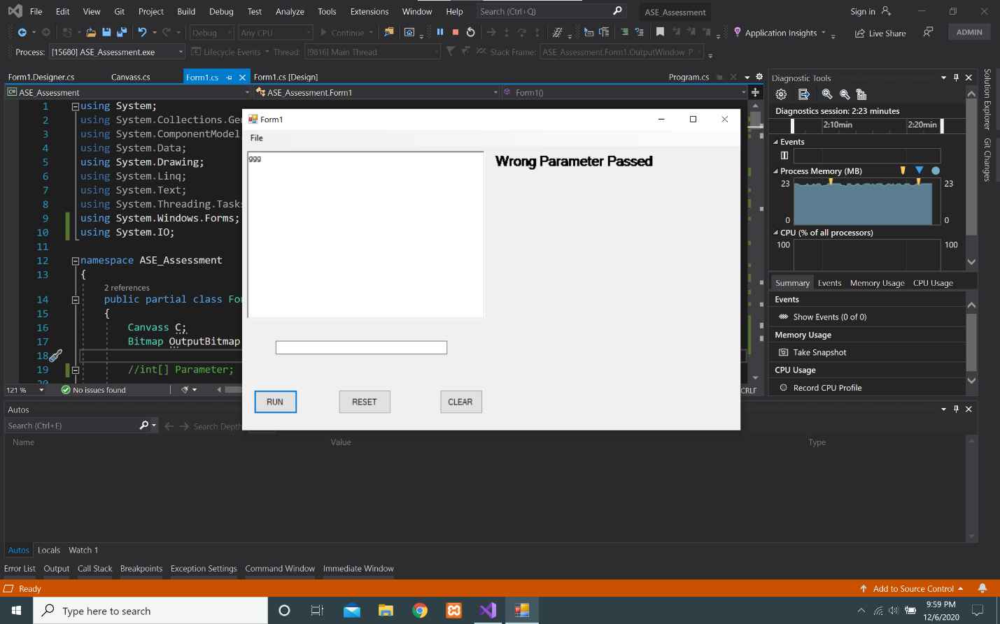 File Edit View Git Project Build Debug Test Analyze Tools Extensions Window Help Search (Ctrl+Q) ASE_Assessment Sign in
Debug Any CPU Continue Application Insights Live Share ADMIN
Process: [15680] ASE_Assessment.exe Lifecycle Events Thread: [9816] Main Thread Stack Frame: ASE_Assessment.Form1.OutputWindow_P
Form1.Designer.cs Canvass.cs Form1.cs Form1.cs [Design] Program.cs
ASE_Assessment ASE_Assessment.Form1 Form1()
1 using System;
2 using System.Collections.Ge
3 using System.ComponentModel
4 using System.Data;
5 using System.Drawing;
6 using System.Linq;
7 using System.Text;
8 using System.Threading.Tasks
9 using System.Windows.Forms;
10 using System.IO;
11
12 namespace ASE_Assessment
13 {
2 references
14 public partial class For
15 {
16 Canvass C;
17 Bitmap OutputBitmap
18
19 //int[] Parameter;
20
121 % No issues found CRLF
Form1
File
ggg
Wrong Parameter Passed
RUN RESET CLEAR
Diagnostic Tools
Diagnostics session: 2:23 minutes
2:10min 2:20min
Events
Process Memory (MB)
23 23
0 0
CPU (% of all processors)
100 100
Summary Events Memory Usage CPU Usage
Events
Show Events (0 of 0)
Memory Usage
Take Snapshot
CPU Usage
Record CPU Profile
Solution Explorer
Git Changes
Autos
Search (Ctrl+E) Search Depth
Name Value Type
Autos Locals Watch 1
Error List Output Call Stack Breakpoints Exception Settings Command Window Immediate Window
Ready Add to Source Control
Type here to search
9:59 PM
12/6/2020